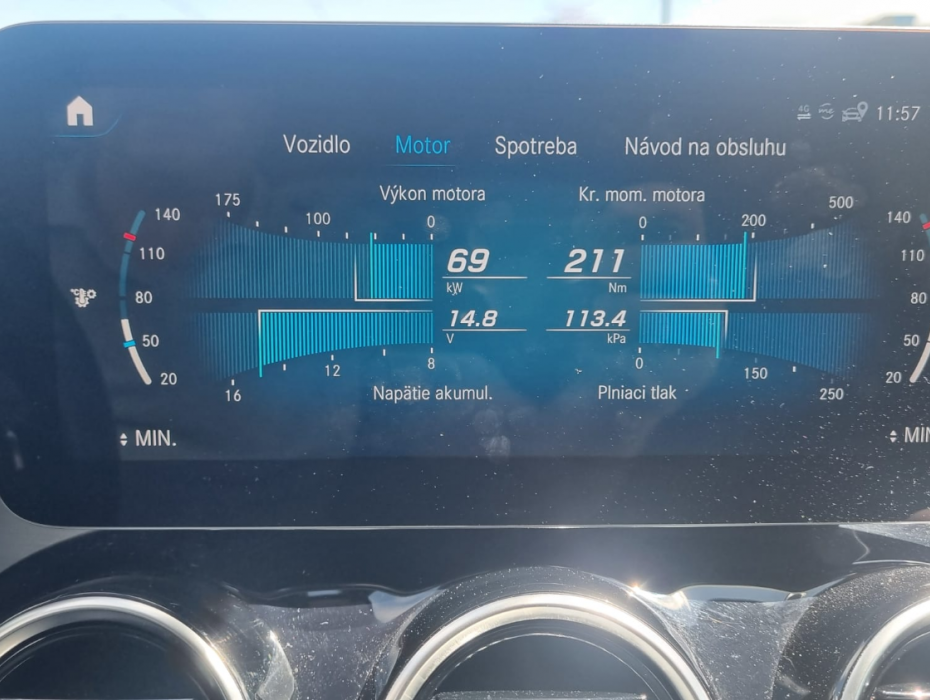 4G 11:57
Vozidlo Motor Spotreba Návod na obsluhu
Výkon motora Kr. mom. motora
175 100 0 0 200 500
140 110 80 50 20
69 kW 211 Nm
14.8 V 113.4 kPa
16 12 8 0 150 250
Napätie akumul. Plniaci tlak
140 110 80 50 20
°C
MIN. MIN